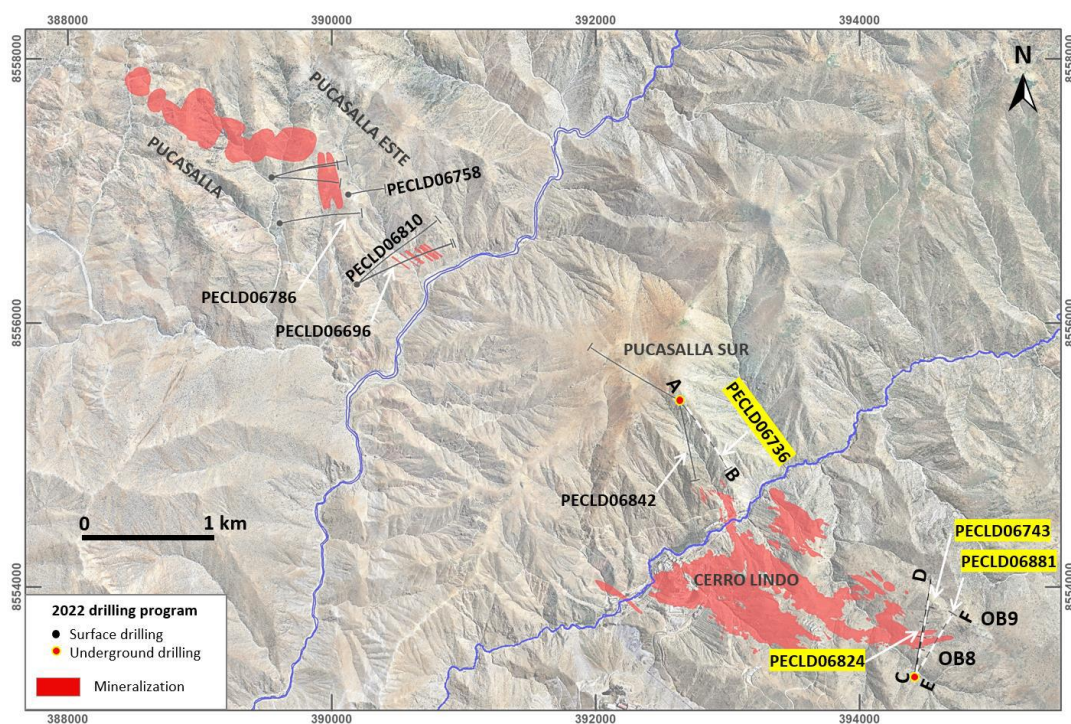 388000
390000
392000
394000
8558000
8558000
N
PUCASALLA ESTE
PUCASALLA
PECLD06758
PECLD06810
PECLD06786
PECLD06696
8556000
8556000
PUCASALLA SUR
A
PECLD06736
B
PECLD06842
0 1 km
PECLD06743
PECLD06881
CERRO LINDO
D
F
OB9
8554000
8554000
PECLD06824
OB8
C
E
2022 drilling program
Surface drilling
Underground drilling
Mineralization
388000
390000
392000
394000